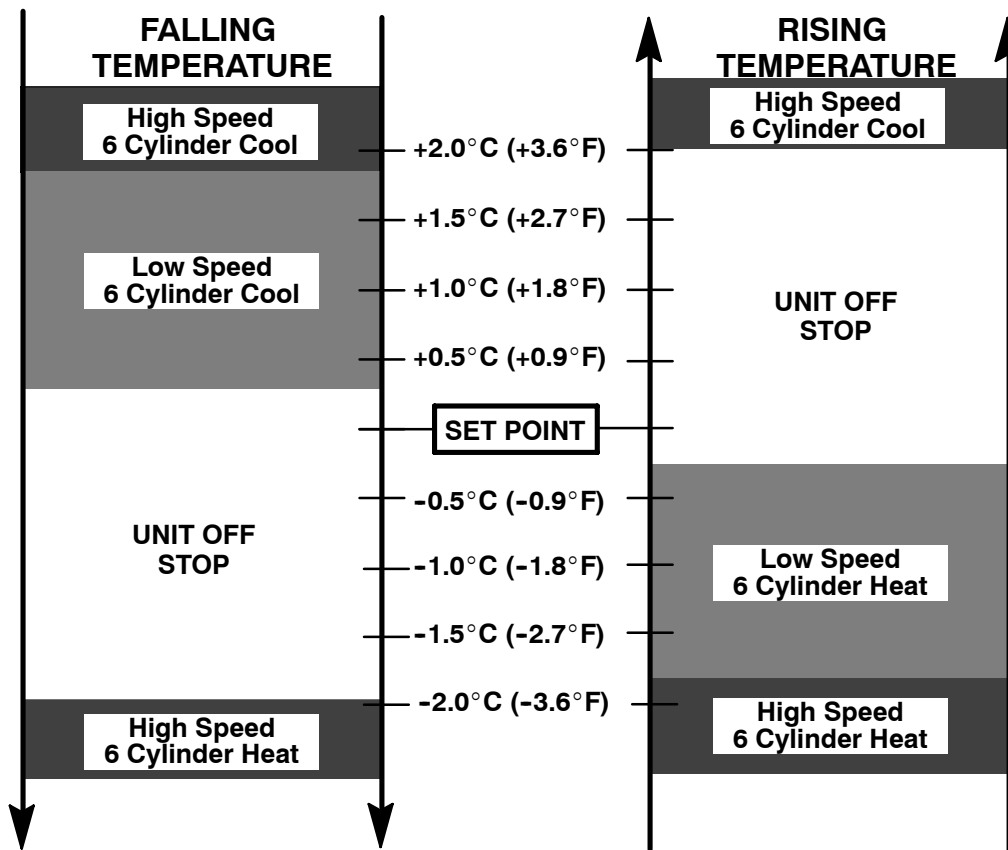 FALLING
TEMPERATURE
High Speed
6 Cylinder Cool
Low Speed
6 Cylinder Cool
UNIT OFF
STOP
High Speed
6 Cylinder Heat
+2.0°C (+3.6°F)
+1.5°C (+2.7°F)
+1.0°C (+1.8°F)
+0.5°C (+0.9°F)
SET POINT
-0.5°C (-0.9°F)
-1.0°C (-1.8°F)
-1.5°C (-2.7°F)
-2.0°C (-3.6°F)
RISING
TEMPERATURE
High Speed
6 Cylinder Cool
UNIT OFF
STOP
Low Speed
6 Cylinder Heat
High Speed
6 Cylinder Heat